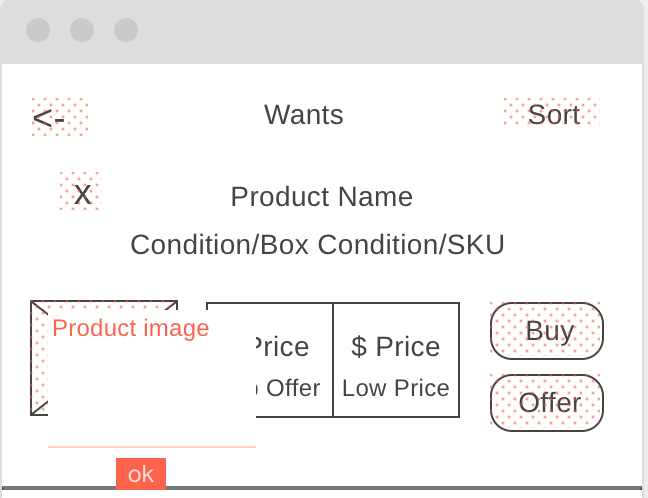 <- Wants Sort
x Product Name
Condition/Box Condition/SKU
Product image
Price
$ Price
Offer
Low Price
Buy
Offer
ok